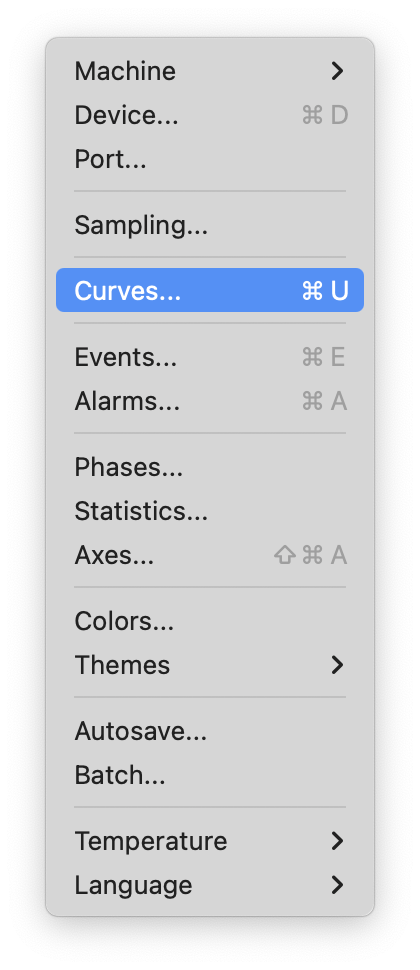 Machine
Device... ⌘ D
Port...
Sampling...
Curves... ⌘ U
Events... ⌘ E
Alarms... ⌘ A
Phases...
Statistics...
Axes... ⇧ ⌘ A
Colors...
Themes
Autosave...
Batch...
Temperature
Language